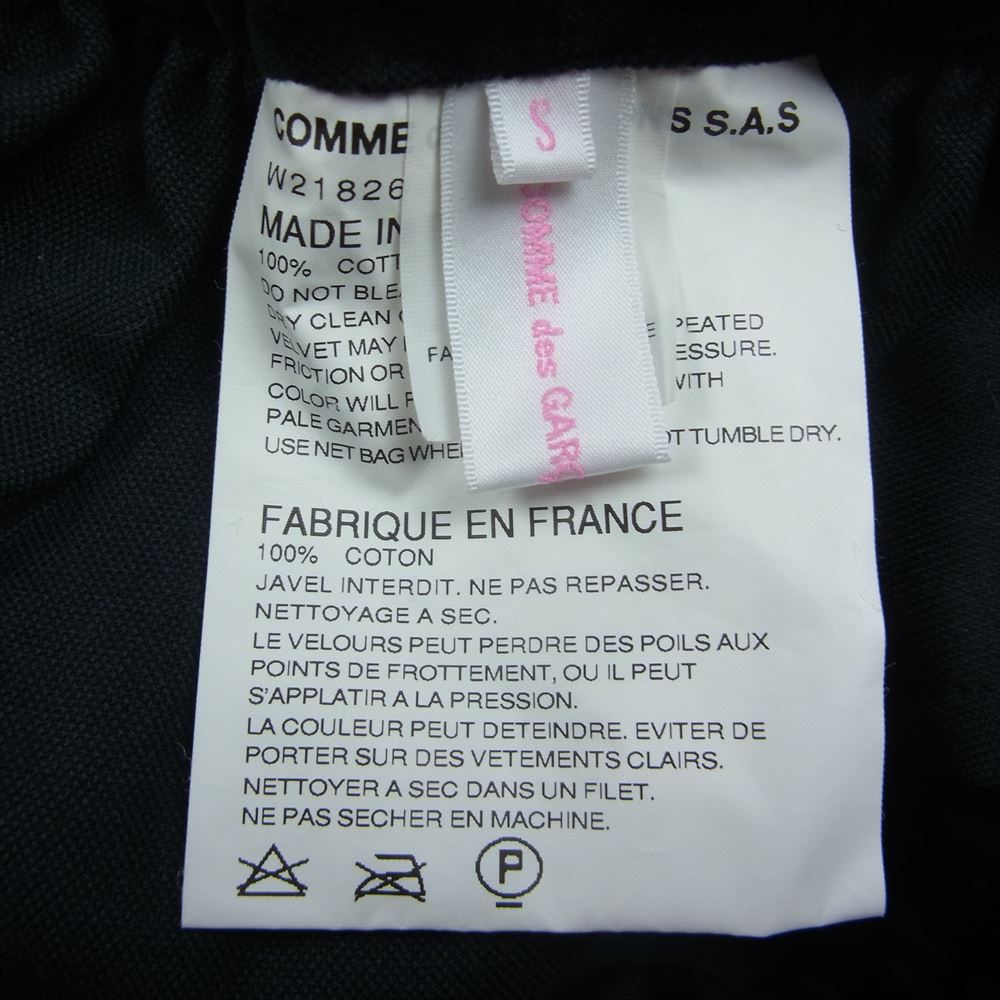 COMME S S.A.S
W21826
MADE IN
100% COTT
DO NOT BLE
DRY CLEAN
VELVET MAY PEATED
FRICTION OR ESSURE.
COLOR WILL WITH
PALE GARMEN
USE NET BAG WHE OT TUMBLE DRY.
FA
S
COMME des GARÇ
FABRIQUE EN FRANCE
100% COTON
JAVEL INTERDIT. NE PAS REPASSER.
NETTOYAGE A SEC.
LE VELOURS PEUT PERDRE DES POILS AUX
POINTS DE FROTTEMENT, OU IL PEUT
S'APPLATIR A LA PRESSION.
LA COULEUR PEUT DETEINDRE. EVITER DE
PORTER SUR DES VETEMENTS CLAIRS.
NETTOYER A SEC DANS UN FILET.
NE PAS SECHER EN MACHINE.
P